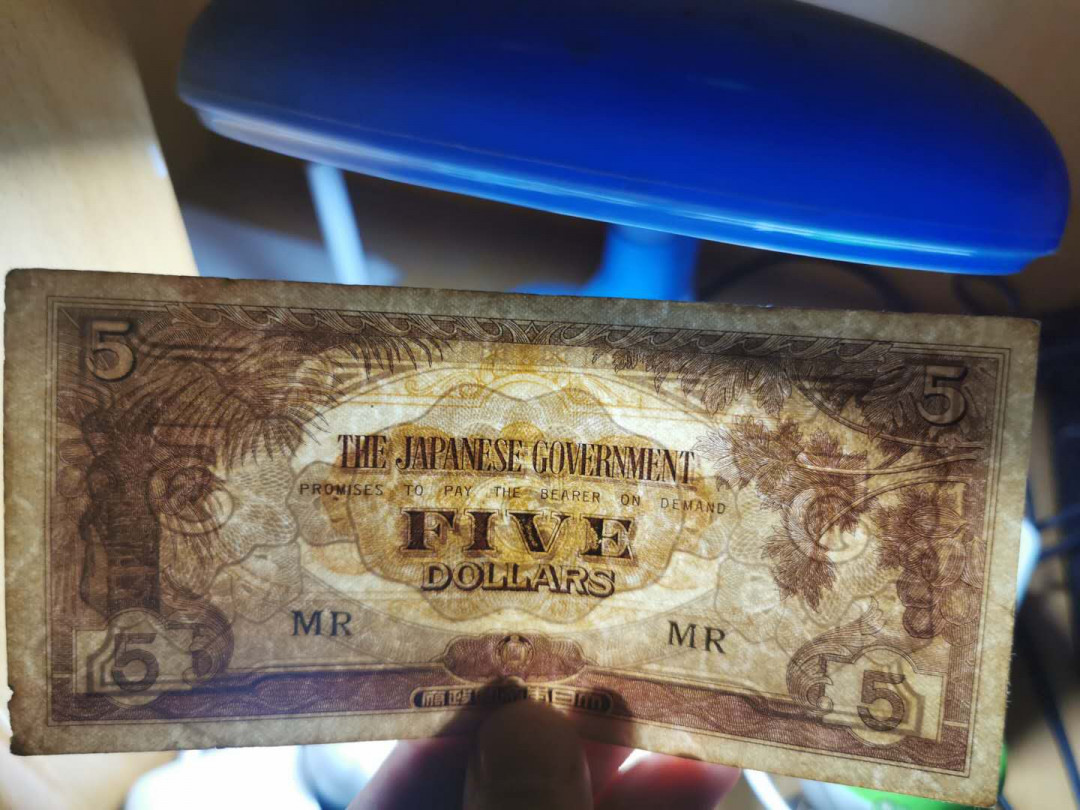 5 5
THE JAPANESE GOVERNMENT
PROMISES TO PAY THE BEARER ON DEMAND
FIVE
DOLLARS
MR MR
5 5